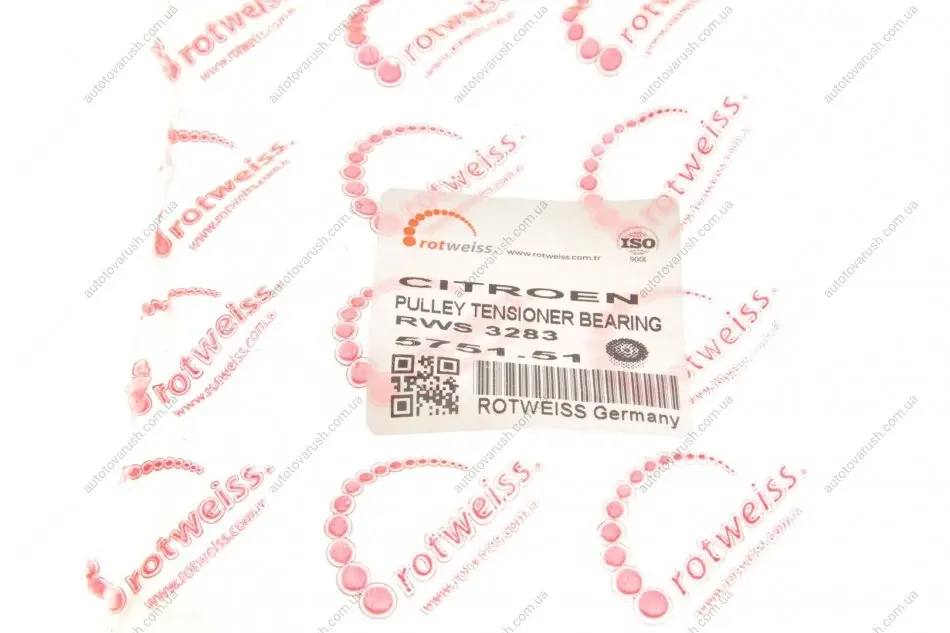 rotweiss.
www.rotweiss.com.tr
ISO
9001
CITROEN
PULLEY TENSIONER BEARING
RWS 3283
5751.51
ROTWEISS Germany
rotweiss.
www.rotweiss.com.tr
autotovarush.com.ua